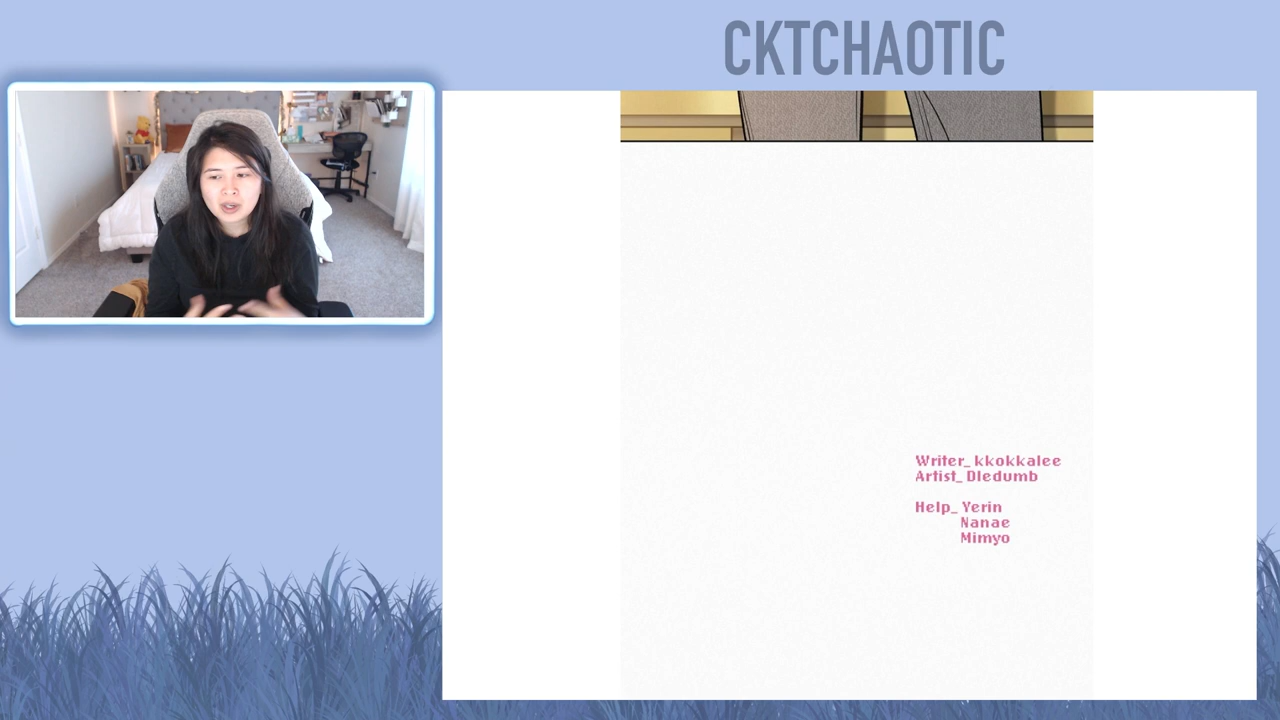 CKTCHAOTIC
Writer_ kkokkalee
Artist_ Dledumb
Help_ Yerin
Nanae
Mimyo